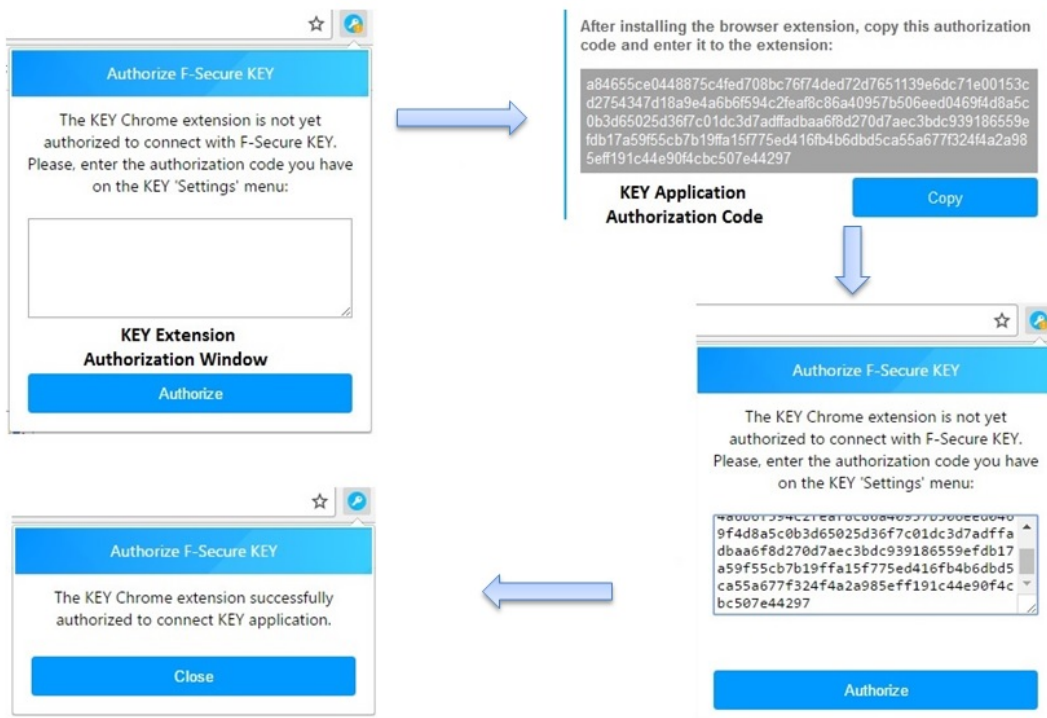 Authorize F-Secure KEY
The KEY Chrome extension is not yet
authorized to connect with F-Secure KEY.
Please, enter the authorization code you have
on the KEY 'Settings' menu:
KEY Extension
Authorization Window
Authorize
After installing the browser extension, copy this authorization
code and enter it to the extension:
a84655ce0448875c4fed708bc76f74ded72d7651139e6dc71e00153c
d2754347d18a9e4a6b6f594c2feaf8c86a40957b506eed0469f4d8a5c
0b3d65025d36f7c01dc3d7adffadbaa6f8d270d7aec3bdc939186559e
fdb17a59f55cb7b19ffa15f775ed416fb4b6dbd5ca55a677f324f4a2a98
5eff191c44e90f4cbc507e44297
KEY Application
Authorization Code
Copy
Authorize F-Secure KEY
The KEY Chrome extension is not yet
authorized to connect with F-Secure KEY.
Please, enter the authorization code you have
on the KEY 'Settings' menu:
4a6b6f594c2feaf8c86a40957b506eed046
9f4d8a5c0b3d65025d36f7c01dc3d7adffa
dbaa6f8d270d7aec3bdc939186559efdb17
a59f55cb7b19ffa15f775ed416fb4b6dbd5
ca55a677f324f4a2a985eff191c44e90f4c
bc507e44297
Authorize
Authorize F-Secure KEY
The KEY Chrome extension successfully
authorized to connect KEY application.
Close